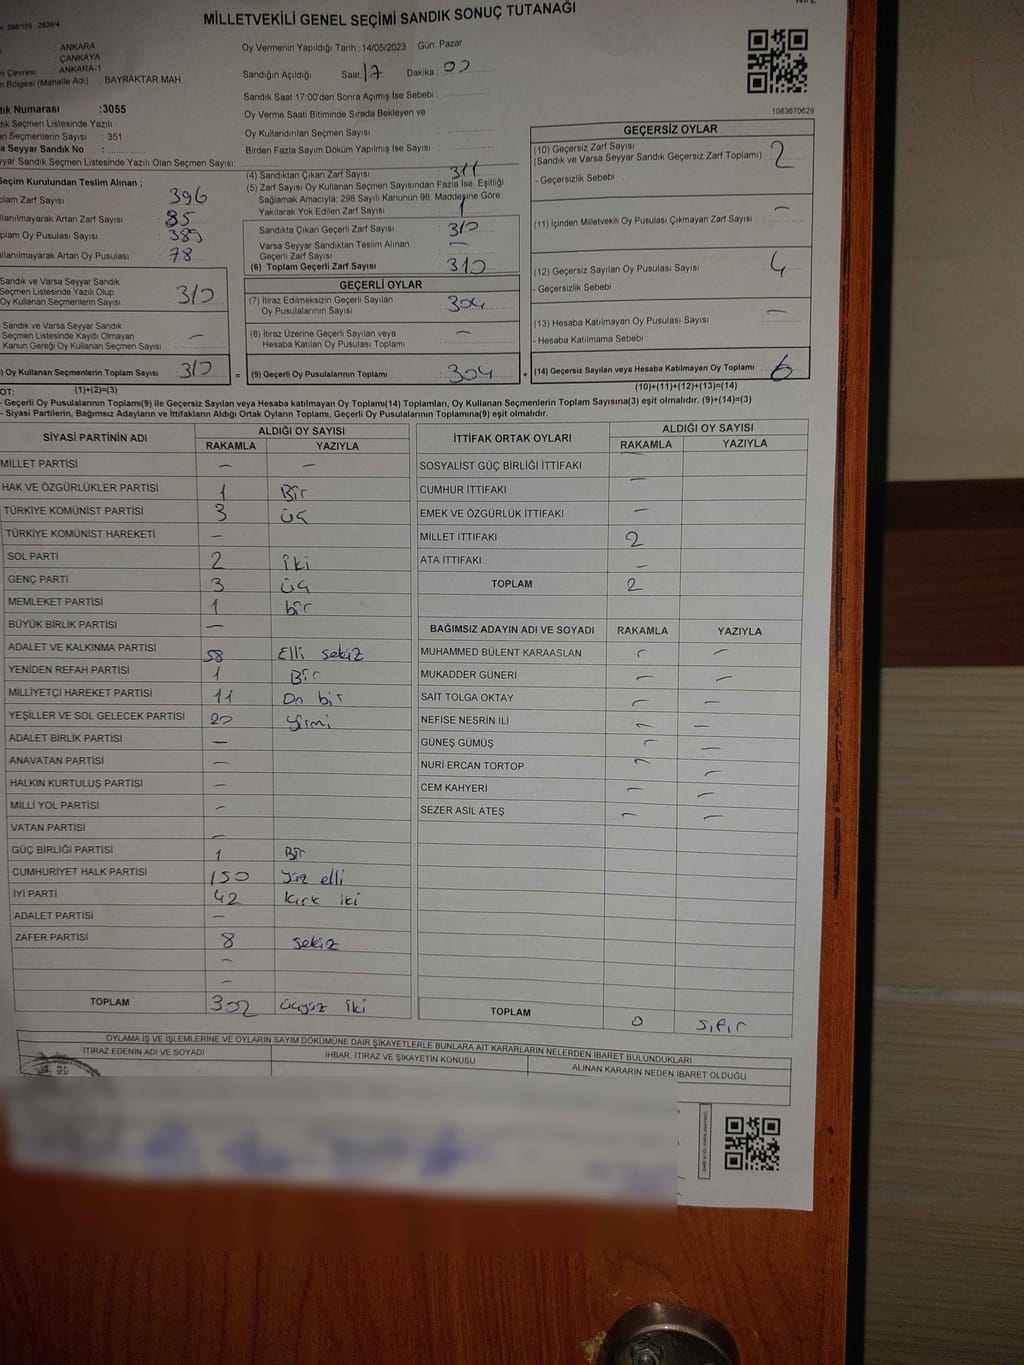 MİLLETVEKİLİ GENEL SEÇİMİ SANDIK SONUÇ TUTANAĞI
ANKARA
ÇANKAYA
ANKARA-1
BAYRAKTAR MAH.
Numarası :3055
Seçmen Listesinde Yazılı
Seçmenlerin Sayısı : 351
Seyyar Sandık No :
Sandık Seçmen Listesinde Yazılı Olan Seçmen Sayısı:
Oy Vermenin Yapıldığı Tarih :14/05/2023 Gün: Pazar
Sandığın Açıldığı Saat: 17 Dakika: 00
Sandık Saat 17:00'den Sonra Açımış İse Sebebi :
Oy Verme Saati Bitiminde Sırada Bekleyen ve
Oy Kullandırılan Seçmen Sayısı :
Birden Fazla Sayım Döküm Yapılmış İse Sayısı :
1083670629
Seçim Kurulundan Teslim Alınan ;
Zarf Sayısı : 396
Artan Zarf Sayısı : 85
Oy Pusulası Sayısı : 389
Artan Oy Pusulası : 78
Sandık ve Varsa Seyyar Sandık
Seçmen Listesinde Yazılı Olup
Oy Kullanan Seçmenlerin Sayısı : 310
Sandık ve Varsa Seyyar Sandık
Seçmen Listesinde Kayıtlı Olmayan
Kanun Gereği Oy Kullanan Seçmen Sayısı : —
Oy Kullanan Seçmenlerin Toplam Sayısı : 310
(1)+(2)=(3)
(4) Sandıktan Çıkan Zarf Sayısı : 311
(5) Zarf Sayısı Oy Kullanan Seçmen Sayısından Fazla İse, Eşitliği
Sağlamak Amacıyla: 298 Sayılı Kanunun 98. Maddesine Göre
Yakılarak Yok Edilen Zarf Sayısı : 1
Sandıkta Çıkan Geçerli Zarf Sayısı : 310
Varsa Seyyar Sandıktan Teslim Alınan
Geçerli Zarf Sayısı : —
(6) Toplam Geçerli Zarf Sayısı : 310
GEÇERLİ OYLAR
(7) İtiraz Edilmeksizin Geçerli Sayılan
Oy Pusulalarının Sayısı : 304
(8) İtiraz Üzerine Geçerli Sayılan veya
Hesaba Katılan Oy Pusulası Toplamı : —
= (9) Geçerli Oy Pusulalarının Toplamı : 304
GEÇERSİZ OYLAR
(10) Geçersiz Zarf Sayısı
(Sandık ve Varsa Seyyar Sandık Geçersiz Zarf Toplamı) : 2
- Geçersizlik Sebebi :
(11) İçinden Milletvekili Oy Pusulası Çıkmayan Zarf Sayısı : —
(12) Geçersiz Sayılan Oy Pusulası Sayısı : 4
- Geçersizlik Sebebi :
(13) Hesaba Katılmayan Oy Pusulası Sayısı : —
- Hesaba Katılmama Sebebi :
+ (14) Geçersiz Sayılan veya Hesaba Katılmayan Oy Toplamı : 6
(10)+(11)+(12)+(13)=(14)
- Geçerli Oy Pusulalarının Toplamı(9) ile Geçersiz Sayılan veya Hesaba Katılmayan Oy Toplamı(14) Toplamları, Oy Kullanan Seçmenlerin Toplam Sayısına(3) eşit olmalıdır. (9)+(14)=(3)
- Siyasi Partilerin, Bağımsız Adayların ve İttifakların Aldığı Ortak Oyların Toplamı, Geçerli Oy Pusulalarının Toplamına(9) eşit olmalıdır.
SİYASİ PARTİNİN ADI ALDIĞI OY SAYISI
RAKAMLA YAZIYLA
MİLLET PARTİSİ — —
HAK VE ÖZGÜRLÜKLER PARTİSİ 1 Bir
TÜRKİYE KOMÜNİST PARTİSİ 3 üç
TÜRKİYE KOMÜNİST HAREKETİ —
SOL PARTİ 2 iki
GENÇ PARTİ 3 üç
MEMLEKET PARTİSİ 1 bir
BÜYÜK BİRLİK PARTİSİ —
ADALET VE KALKINMA PARTİSİ 58 Elli sekiz
YENİDEN REFAH PARTİSİ 1 Bir
MİLLİYETÇİ HAREKET PARTİSİ 11 On bir
YEŞİLLER VE SOL GELECEK PARTİSİ 20 yirmi
ADALET BİRLİK PARTİSİ —
ANAVATAN PARTİSİ —
HALKIN KURTULUŞ PARTİSİ —
MİLLİ YOL PARTİSİ —
VATAN PARTİSİ —
GÜÇ BİRLİĞİ PARTİSİ 1 Bir
CUMHURİYET HALK PARTİSİ 150 yüz elli
İYİ PARTİ 42 kırk iki
ADALET PARTİSİ —
ZAFER PARTİSİ 8 sekiz
—
—
TOPLAM 302 üçyüz iki
İTTİFAK ORTAK OYLARI ALDIĞI OY SAYISI
RAKAMLA YAZIYLA
SOSYALİST GÜÇ BİRLİĞİ İTTİFAKI —
CUMHUR İTTİFAKI —
EMEK VE ÖZGÜRLÜK İTTİFAKI —
MİLLET İTTİFAKI 2
ATA İTTİFAKI —
TOPLAM 2
BAĞIMSIZ ADAYIN ADI VE SOYADI RAKAMLA YAZIYLA
MUHAMMED BÜLENT KARAASLAN — —
MUKADDER GÜNERİ — —
SAİT TOLGA OKTAY — —
NEFİSE NESRİN İLİ — —
GÜNEŞ GÜMÜŞ — —
NURİ ERCAN TORTOP — —
CEM KAHYERİ — —
SEZER ASİL ATEŞ — —
TOPLAM 0 sıfır
OYLAMA İŞ VE İŞLEMLERİNE VE OYLARIN SAYIM DÖKÜMÜNE DAİR ŞİKAYETLERLE BUNLARA AİT KARARLARIN NELERDEN İBARET BULUNDUKLARI
İTİRAZ EDENİN ADI VE SOYADI İHBAR, İTİRAZ VE ŞİKAYETİN KONUSU ALINAN KARARIN NEDEN İBARET OLDUĞU